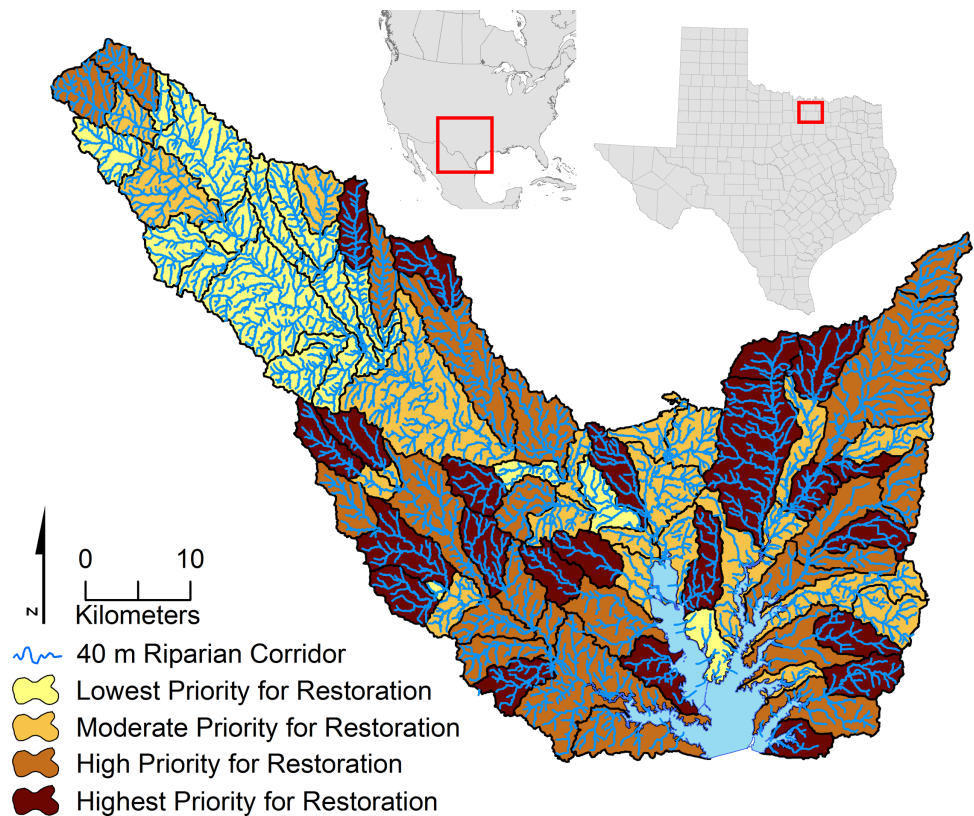 N
0 10
Kilometers
40 m Riparian Corridor
Lowest Priority for Restoration
Moderate Priority for Restoration
High Priority for Restoration
Highest Priority for Restoration